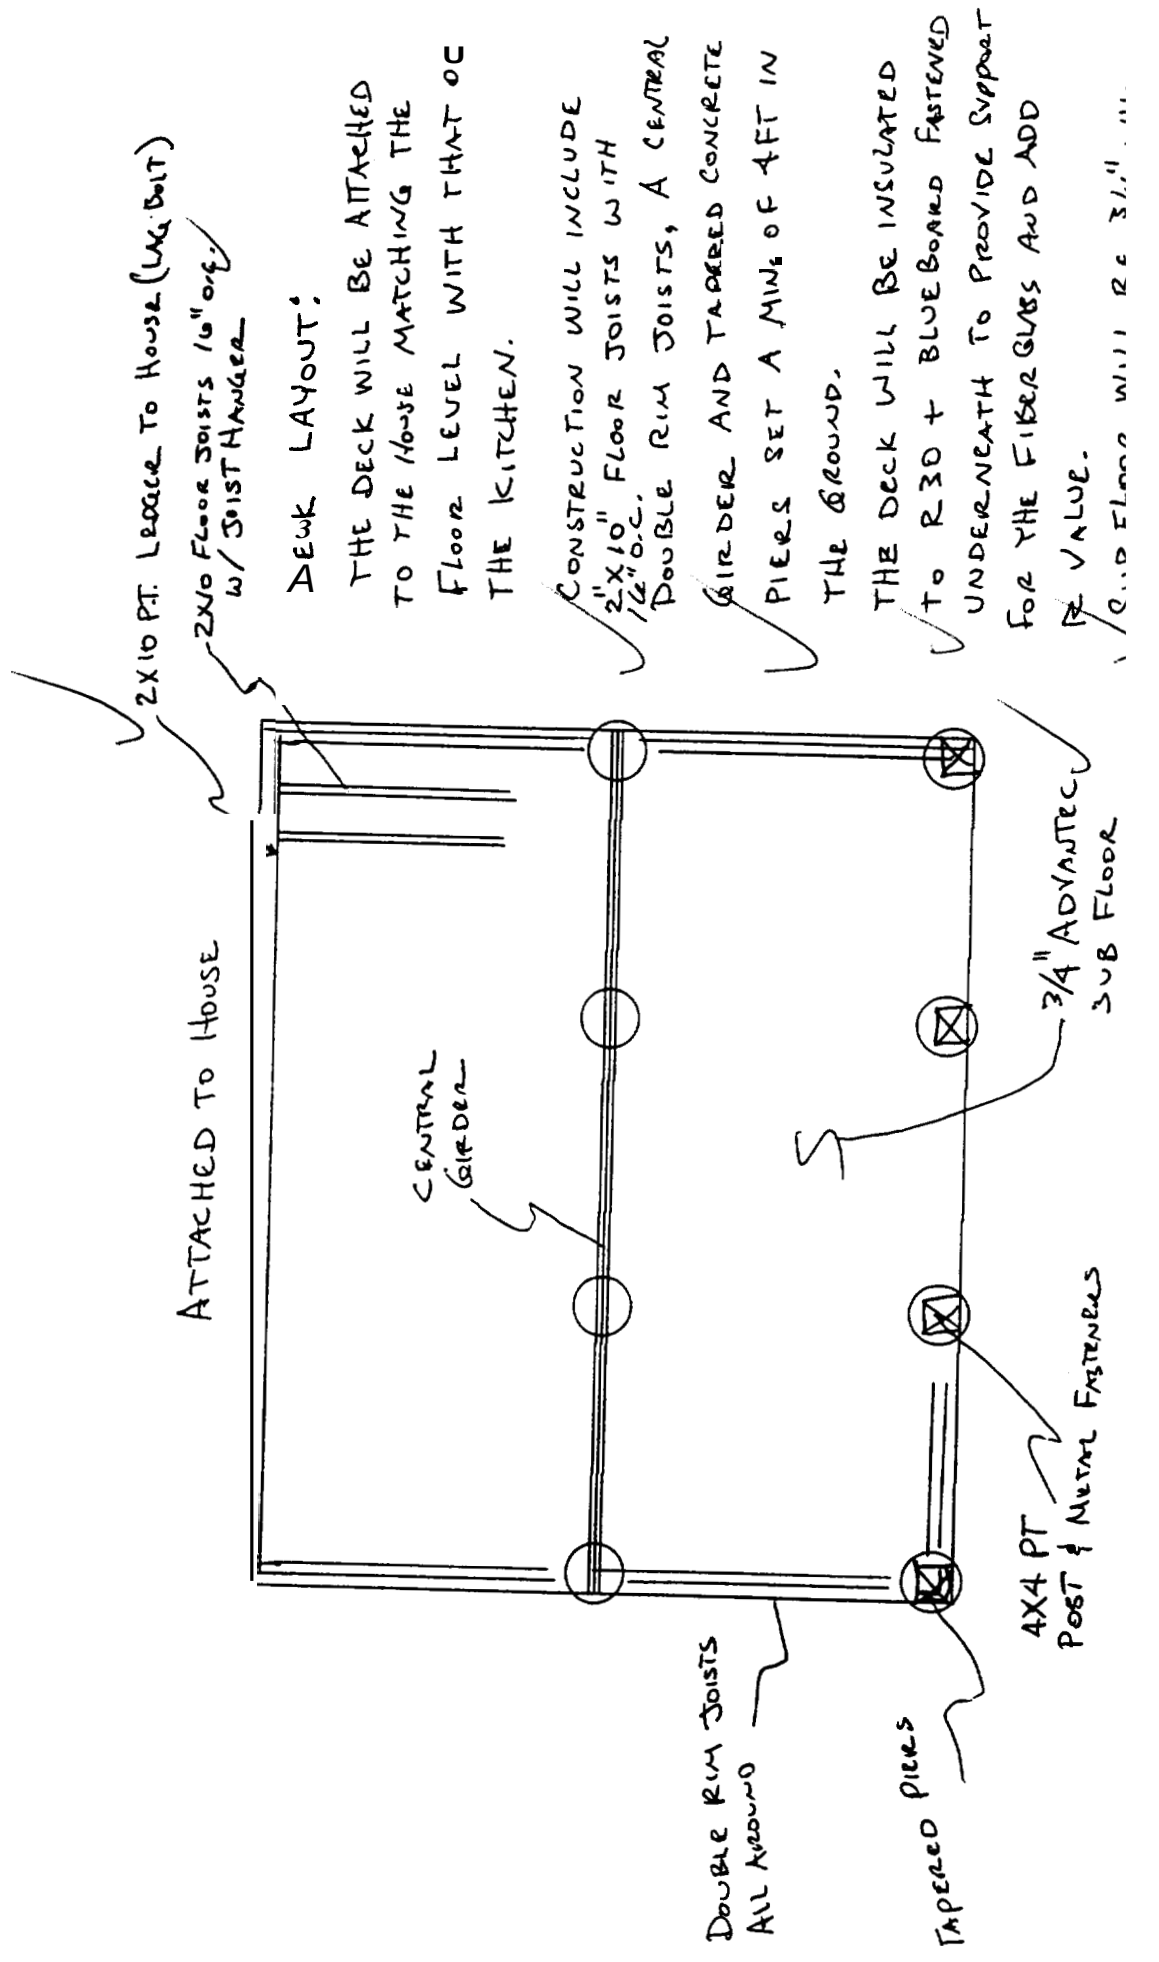 ATTACHED TO HOUSE
2X10 P.T. LEDGER TO HOUSE (LAG BOLT)
2X10 FLOOR JOISTS 16" O.C.
W/ JOIST HANGER
CENTRAL
GIRDER
DOUBLE RIM JOISTS
ALL AROUND
TAPERED PIERS
4X4 PT
POST & METAL FASTENERS
3/4" ADVANTEC
SUB FLOOR
DECK LAYOUT:
THE DECK WILL BE ATTACHED
TO THE HOUSE MATCHING THE
FLOOR LEVEL WITH THAT OF
THE KITCHEN.
CONSTRUCTION WILL INCLUDE
2"X10" FLOOR JOISTS WITH
16" O.C.
DOUBLE RIM JOISTS, A CENTRAL
GIRDER AND TAPERED CONCRETE
PIERS SET A MIN. OF 4FT IN
THE GROUND.
THE DECK WILL BE INSULATED
TO R30 + BLUEBOARD FASTENED
UNDERNEATH TO PROVIDE SUPPORT
FOR THE FIBERGLASS AND ADD
R VALUE.
SUBFLOOR WILL BE 3/4"